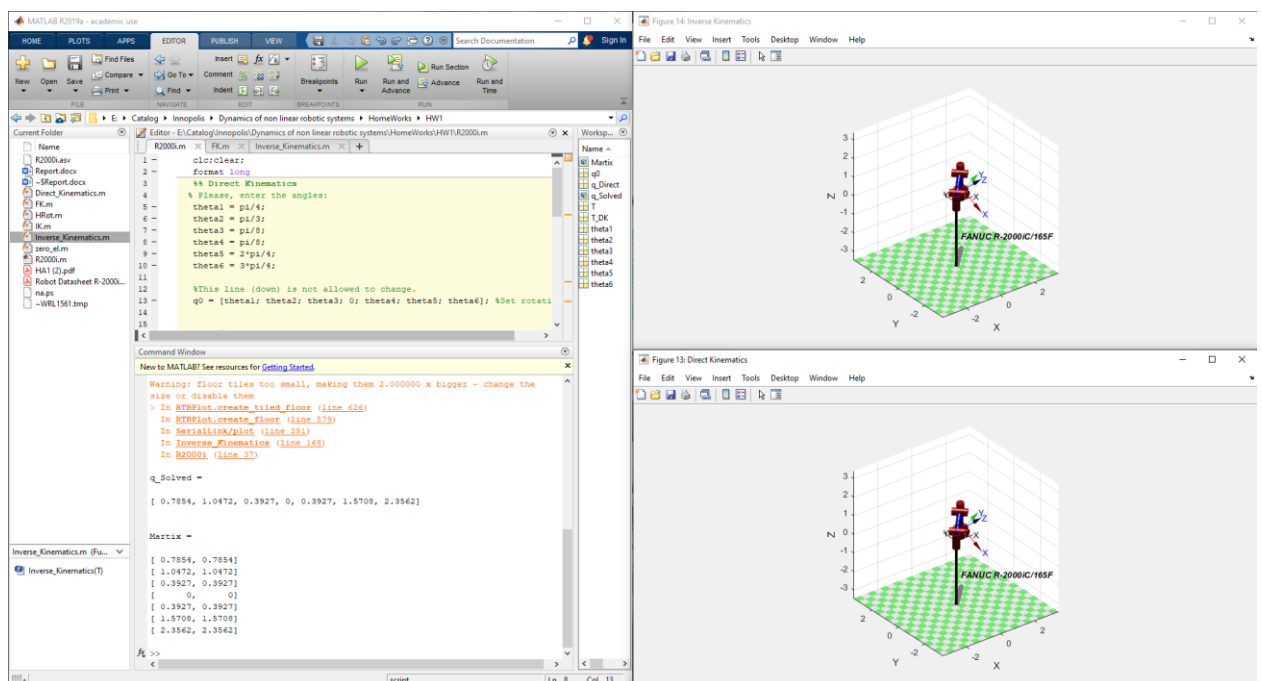 MATLAB R2019a - academic use
HOME PLOTS APPS EDITOR PUBLISH VIEW Search Documentation Sign In
New Open Save Find Files Compare Print Go To Find Insert Comment Indent Breakpoints Run Run and Advance Run Section Advance Run and Time
FILE NAVIGATE EDIT BREAKPOINTS RUN
E: Catalog Innopolis Dynamics of non linear robotic systems HomeWorks HW1
Current Folder
Name
R2000i.asv
Report.docx
~$Report.docx
Direct_Kinematics.m
FK.m
HRot.m
IK.m
Inverse_Kinematics.m
zero_el.m
R2000i.m
HA1 (2).pdf
Robot Datasheet R-2000i...
na.ps
~WRL1561.tmp
Inverse_Kinematics.m (Fu...
Inverse_Kinematics(T)
Editor - E:\Catalog\Innopolis\Dynamics of non linear robotic systems\HomeWorks\HW1\R2000i.m
R2000i.m FK.m Inverse_Kinematics.m +
1 - clc;clear;
2 - format long
3 %% Direct Kinematics
4 % Please, enter the angles:
5 - theta1 = pi/4;
6 - theta2 = pi/3;
7 - theta3 = pi/8;
8 - theta4 = pi/8;
9 - theta5 = 2*pi/4;
10 - theta6 = 3*pi/4;
11
12 %This line (down) is not allowed to change.
13 - q0 = [theta1; theta2; theta3; 0; theta4; theta5; theta6]; %Set rotati
14
15
Command Window
New to MATLAB? See resources for Getting Started.
Warning: floor tiles too small, making them 2.000000 x bigger - change the
size or disable them
> In RTBPlot.create_tiled_floor (line 626)
In RTBPlot.create_floor (line 579)
In SerialLink/plot (line 251)
In Inverse_Kinematics (line 168)
In R2000i (line 37)
q_Solved =
[ 0.7854, 1.0472, 0.3927, 0, 0.3927, 1.5708, 2.3562]
Martix =
[ 0.7854, 0.7854]
[ 1.0472, 1.0472]
[ 0.3927, 0.3927]
[ 0, 0]
[ 0.3927, 0.3927]
[ 1.5708, 1.5708]
[ 2.3562, 2.3562]
fx >>
Worksp...
Name
Martix
q0
q_Direct
q_Solved
T
T_DK
theta1
theta2
theta3
theta4
theta5
theta6
script Ln 8 Col 13
Figure 14: Inverse Kinematics
File Edit View Insert Tools Desktop Window Help
3
2
1
0
-1
-2
-3
Z
Y
Z
X
X
FANUC R-2000iC/165F
2
0
-2
Y
-2
0
2
X
Figure 13: Direct Kinematics
File Edit View Insert Tools Desktop Window Help
3
2
1
0
-1
-2
-3
Z
Y
Z
X
X
FANUC R-2000iC/165F
2
0
-2
Y
-2
0
2
X